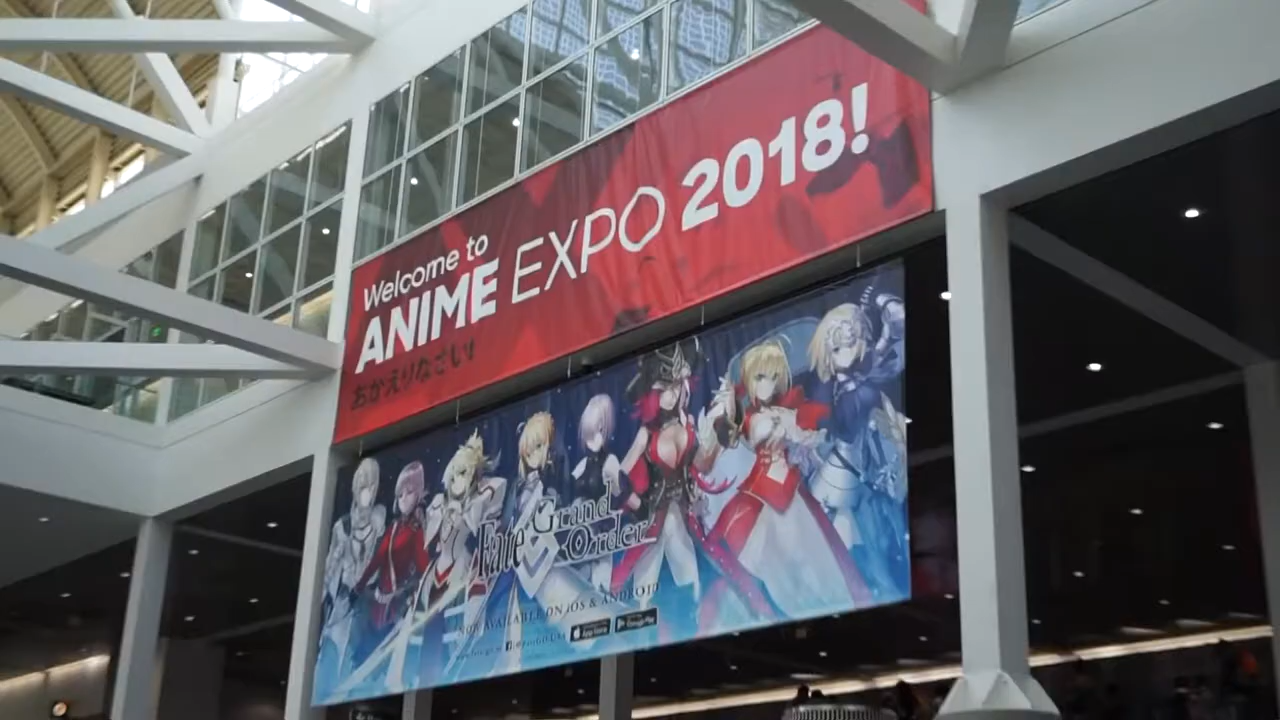 Welcome to
ANIME EXPO 2018!
おかえりなさい!
Fate
Grand
Order
NOW AVAILABLE ON iOS & ANDROID
App Store
Google Play